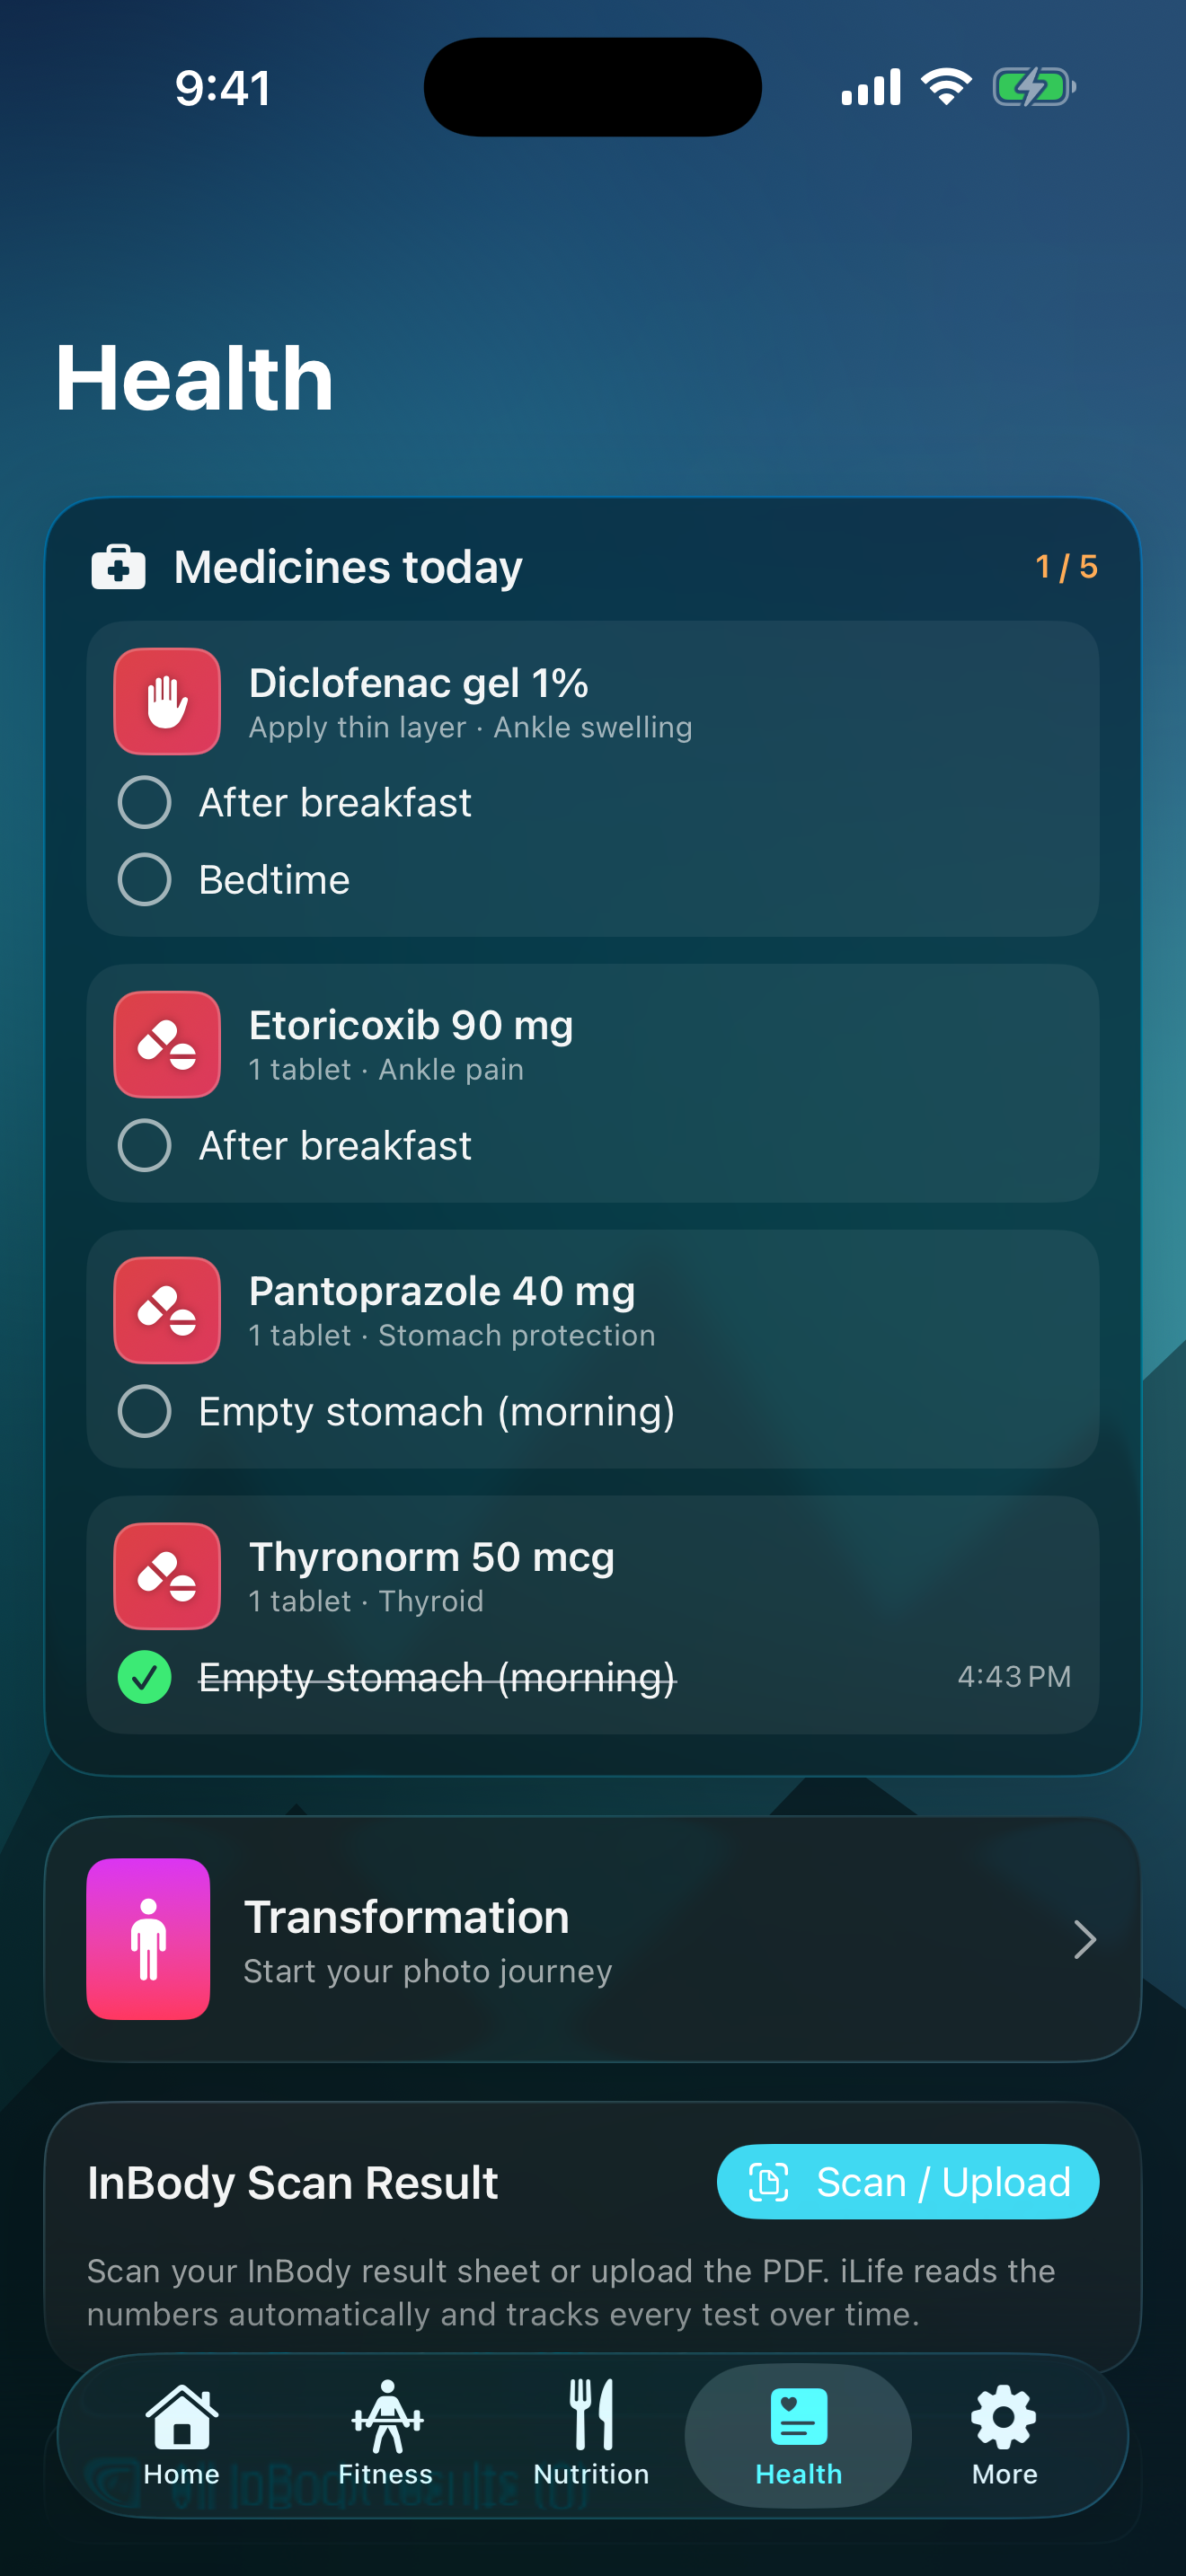 9:41
Health
Medicines today
1 / 5
Diclofenac gel 1%
Apply thin layer · Ankle swelling
After breakfast
Bedtime
Etoricoxib 90 mg
1 tablet · Ankle pain
After breakfast
Pantoprazole 40 mg
1 tablet · Stomach protection
Empty stomach (morning)
Thyronorm 50 mcg
1 tablet · Thyroid
Empty stomach (morning)
4:43 PM
Transformation
Start your photo journey
InBody Scan Result
Scan / Upload
Scan your InBody result sheet or upload the PDF. iLife reads the
numbers automatically and tracks every test over time.
Home
Fitness
Nutrition
Health
More